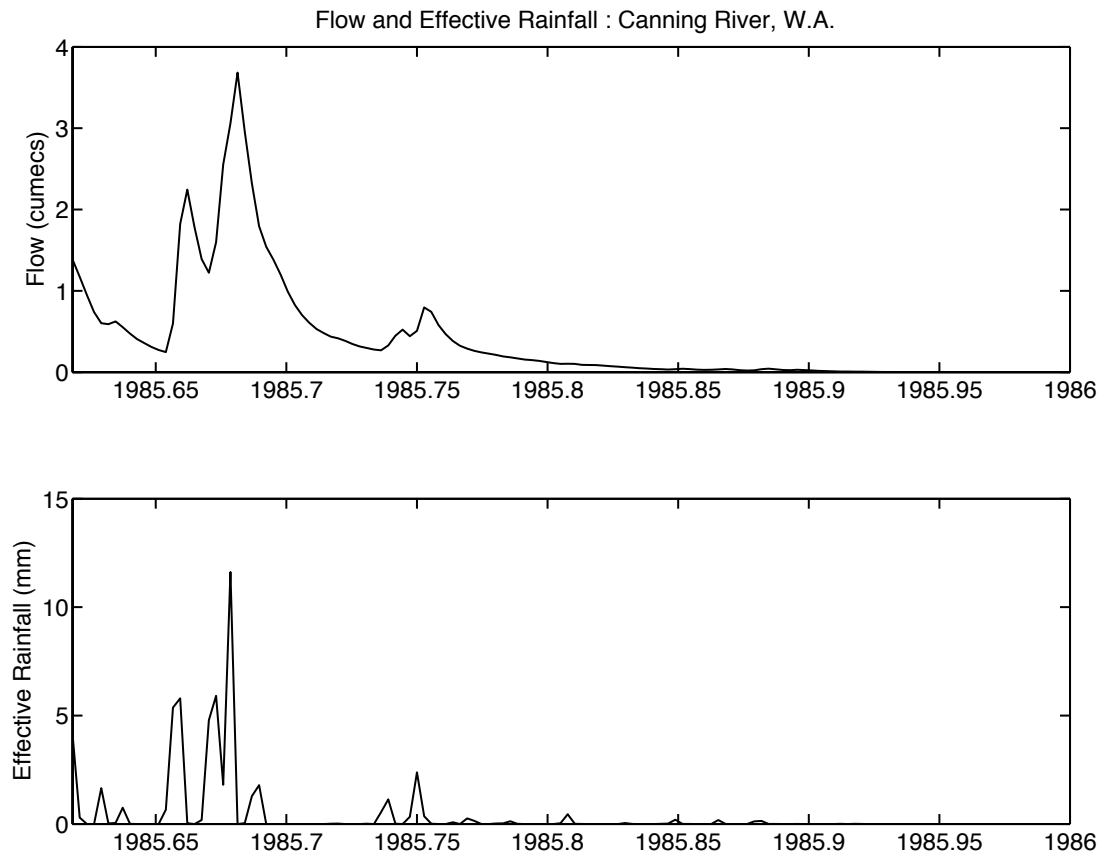 Flow and Effective Rainfall : Canning River, W.A.
4
3
2
1
0
Flow (cumecs)
1985.65 1985.7 1985.75 1985.8 1985.85 1985.9 1985.95 1986
15
10
5
0
Effective Rainfall (mm)
1985.65 1985.7 1985.75 1985.8 1985.85 1985.9 1985.95 1986